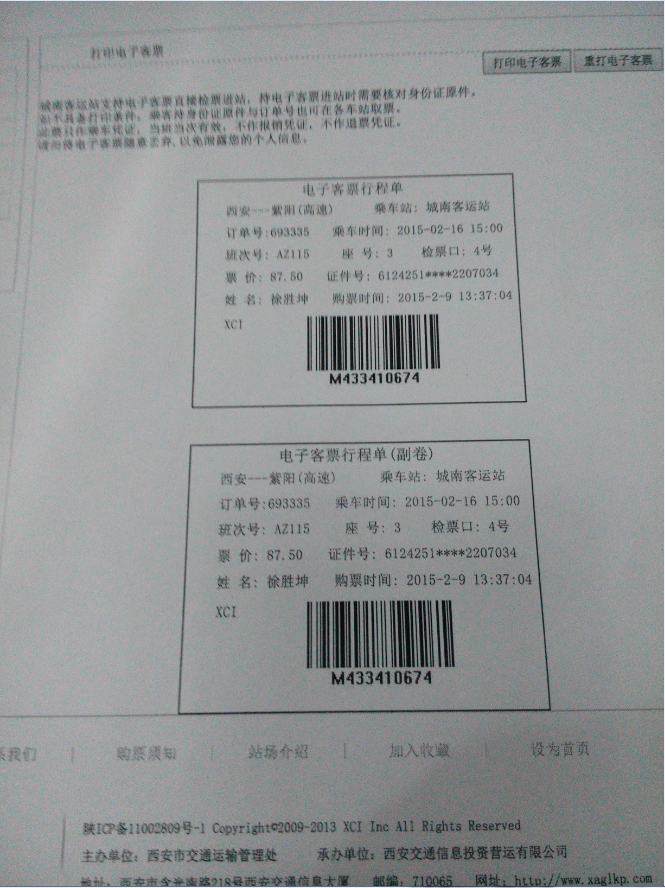 打印电子客票
打印电子客票 重打电子客票
城南客运站支持电子客票直接检票进站，持电子客票进站时需要核对身份证原件。
如不具备打印条件，乘客持身份证原件与订单号也可在各车站取票。
此票只作乘车凭证，当班当次有效，不作报销凭证，不作退票凭证。
请勿将电子客票随意丢弃，以免泄露您的个人信息。
电子客票行程单
西安---紫阳(高速) 乘车站: 城南客运站
订单号:693335 乘车时间: 2015-02-16 15:00
班次号: AZ115 座 号: 3 检票口: 4号
票 价: 87.50 证件号: 6124251****2207034
姓 名: 徐胜坤 购票时间: 2015-2-9 13:37:04
XCI
M433410674
电子客票行程单(副卷)
西安---紫阳(高速) 乘车站: 城南客运站
订单号:693335 乘车时间: 2015-02-16 15:00
班次号: AZ115 座 号: 3 检票口: 4号
票 价: 87.50 证件号: 6124251****2207034
姓 名: 徐胜坤 购票时间: 2015-2-9 13:37:04
XCI
M433410674
系我们 | 购票须知 | 站场介绍 | 加入收藏 | 设为首页
陕ICP备11002809号-1 Copyright©2009-2013 XCI Inc All Rights Reserved
主办单位: 西安市交通运输管理处 承办单位: 西安交通信息投资营运有限公司
地址: 西安市含光南路218号西安交通信息大厦 邮编: 710065 网址: http://www.xaglkp.com